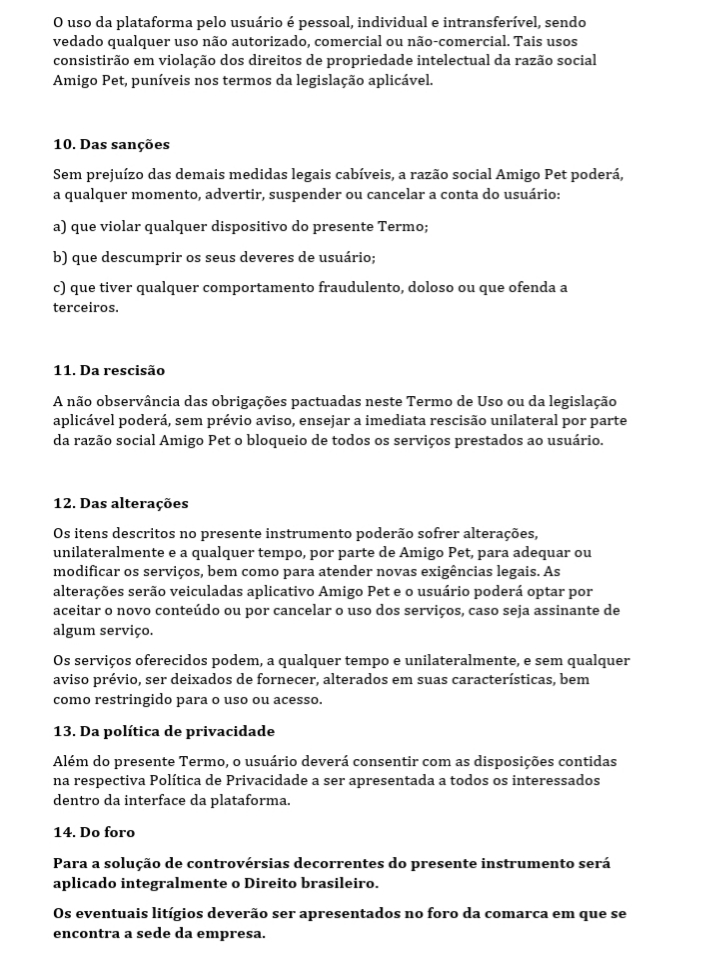 O uso da plataforma pelo usuário é pessoal, individual e intransferível, sendo
vedado qualquer uso não autorizado, comercial ou não-comercial. Tais usos
consistirão em violação dos direitos de propriedade intelectual da razão social
Amigo Pet, puníveis nos termos da legislação aplicável.
10. Das sanções
Sem prejuízo das demais medidas legais cabíveis, a razão social Amigo Pet poderá,
a qualquer momento, advertir, suspender ou cancelar a conta do usuário:
a) que violar qualquer dispositivo do presente Termo;
b) que descumprir os seus deveres de usuário;
c) que tiver qualquer comportamento fraudulento, doloso ou que ofenda a
terceiros.
11. Da rescisão
A não observância das obrigações pactuadas neste Termo de Uso ou da legislação
aplicável poderá, sem prévio aviso, ensejar a imediata rescisão unilateral por parte
da razão social Amigo Pet o bloqueio de todos os serviços prestados ao usuário.
12. Das alterações
Os itens descritos no presente instrumento poderão sofrer alterações,
unilateralmente e a qualquer tempo, por parte de Amigo Pet, para adequar ou
modificar os serviços, bem como para atender novas exigências legais. As
alterações serão veiculadas aplicativo Amigo Pet e o usuário poderá optar por
aceitar o novo conteúdo ou por cancelar o uso dos serviços, caso seja assinante de
algum serviço.
Os serviços oferecidos podem, a qualquer tempo e unilateralmente, e sem qualquer
aviso prévio, ser deixados de fornecer, alterados em suas características, bem
como restringido para o uso ou acesso.
13. Da política de privacidade
Além do presente Termo, o usuário deverá consentir com as disposições contidas
na respectiva Política de Privacidade a ser apresentada a todos os interessados
dentro da interface da plataforma.
14. Do foro
Para a solução de controvérsias decorrentes do presente instrumento será
aplicado integralmente o Direito brasileiro.
Os eventuais litígios deverão ser apresentados no foro da comarca em que se
encontra a sede da empresa.